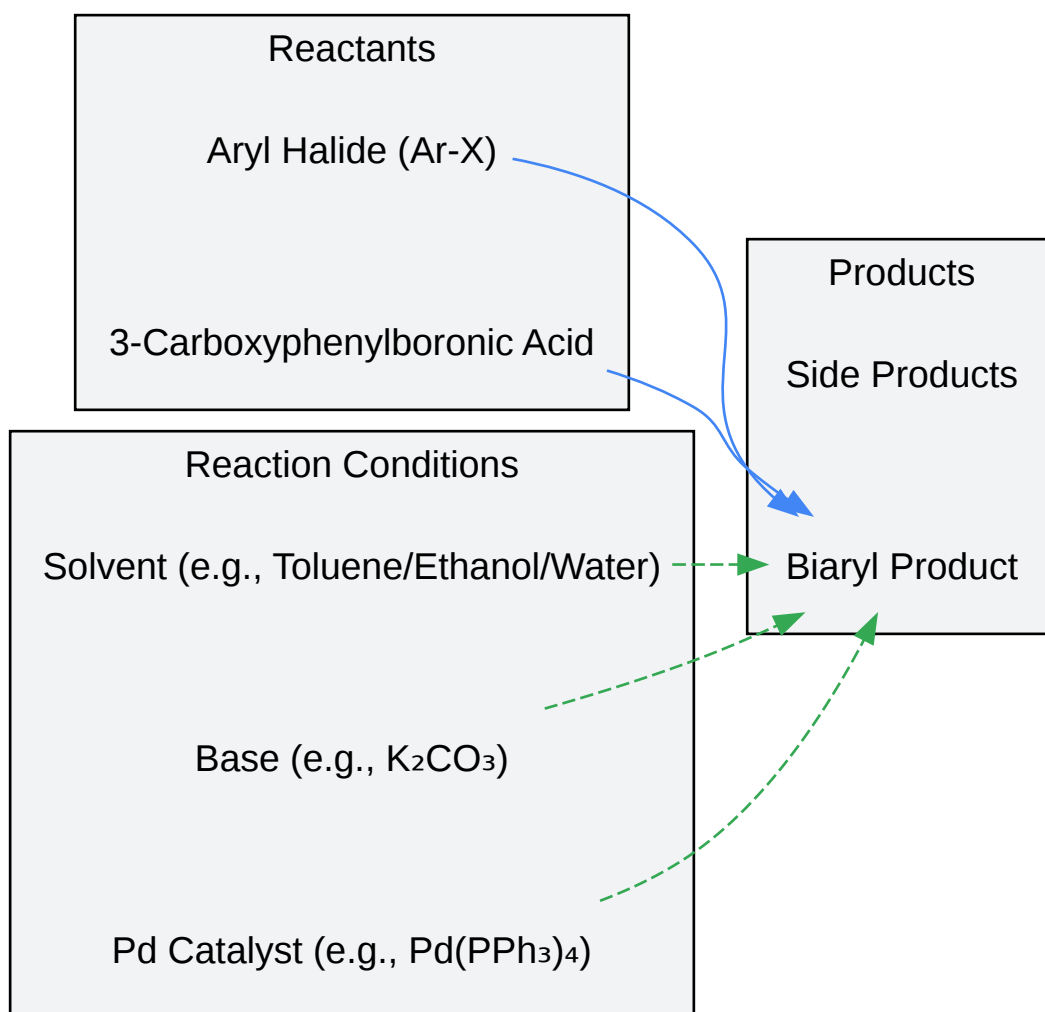 Reactants
Aryl Halide (Ar-X)
3-Carboxyphenylboronic Acid
Products
Side Products
Biaryl Product
Reaction Conditions
Solvent (e.g., Toluene/Ethanol/Water)
Base (e.g., K₂CO₃)
Pd Catalyst (e.g., Pd(PPh₃)₄)